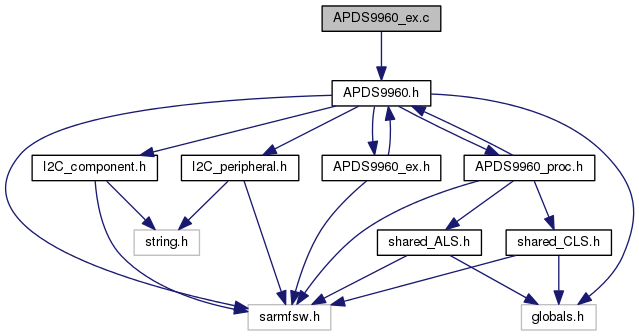 APDS9960_ex.c
APDS9960.h
I2C_component.h
I2C_peripheral.h
APDS9960_ex.h
APDS9960_proc.h
string.h
shared_ALS.h
shared_CLS.h
sarmfsw.h
globals.h